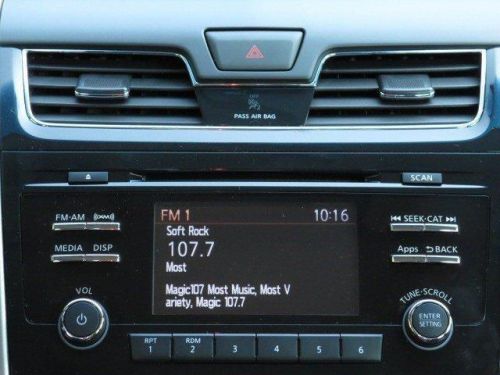 OFF
PASS AIR BAG
SCAN
FM·AM
((XM))
SEEK·CAT
MEDIA
DISP
Apps
BACK
FM 1
10:16
Soft Rock
107.7
Most
Magic107 Most Music, Most V
ariety, Magic 107.7
VOL
TUNE·SCROLL
ENTER
SETTING
RPT
1
RDM
2
3
4
5
6